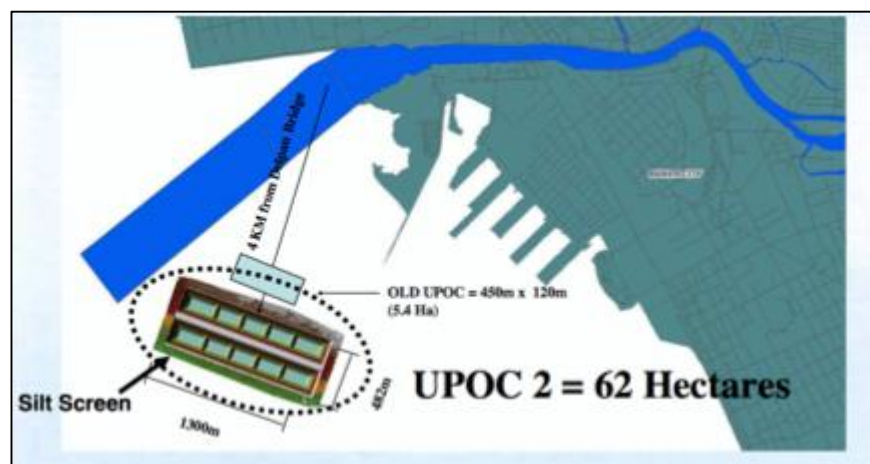 4 KM from Delpan Bridge
OLD UPOC = 450m x 120m
(5.4 Ha)
UPOC 2 = 62 Hectares
Silt Screen
482m
1300m